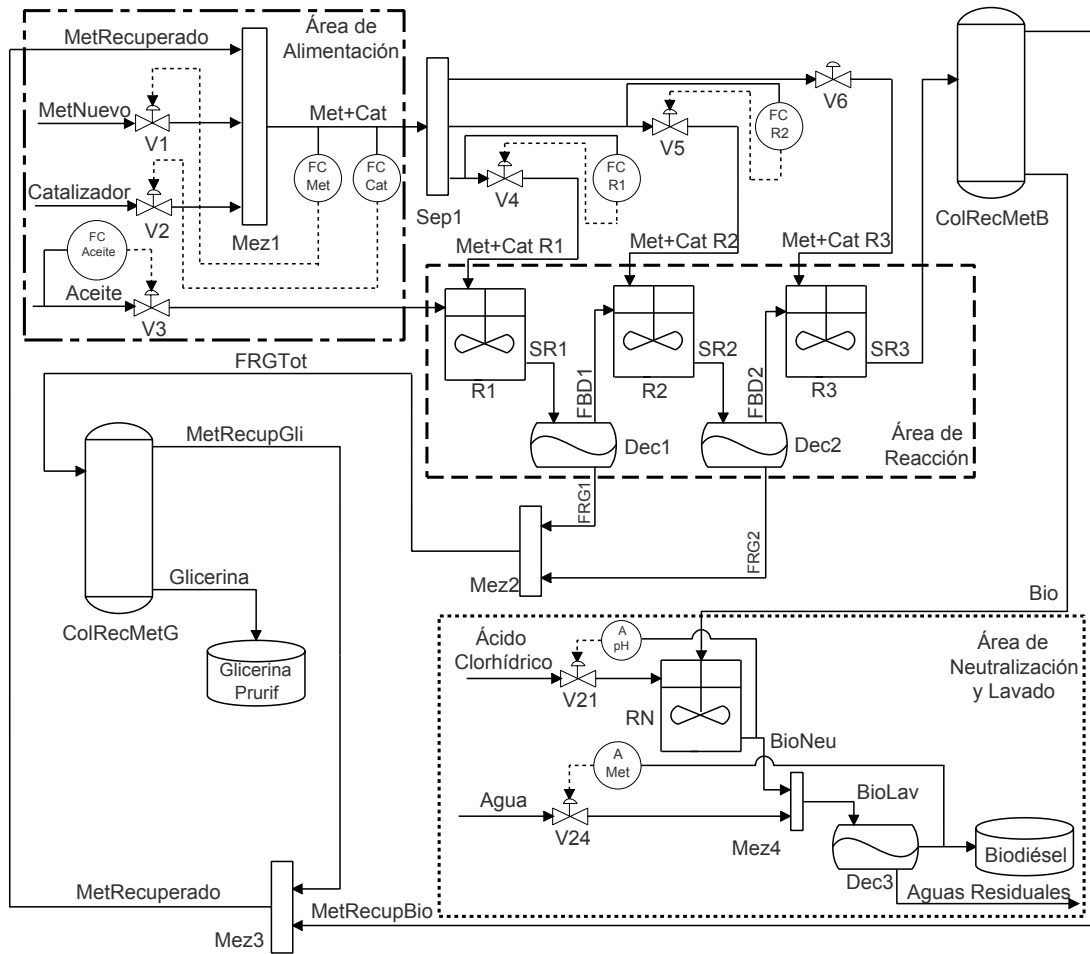 Área de
Alimentación
MetRecuperado
MetNuevo
V1
Met+Cat
FC
Met
FC
Cat
Catalizador
V2
Mez1
FC
Aceite
Aceite
V3
Sep1
V4
FC
R1
V5
FC
R2
V6
ColRecMetB
Met+Cat R1
Met+Cat R2
Met+Cat R3
SR1
R1
FBD1
SR2
R2
FBD2
SR3
R3
Dec1
Dec2
Área de
Reacción
FRGTot
FRG1
FRG2
Mez2
MetRecupGli
Glicerina
ColRecMetG
Glicerina
Prurif
Bio
Ácido
Clorhídrico
A
pH
V21
RN
BioNeu
Área de
Neutralización
y Lavado
A
Met
Agua
V24
Mez4
BioLav
Dec3
Biodiésel
Aguas Residuales
MetRecuperado
Mez3
MetRecupBio